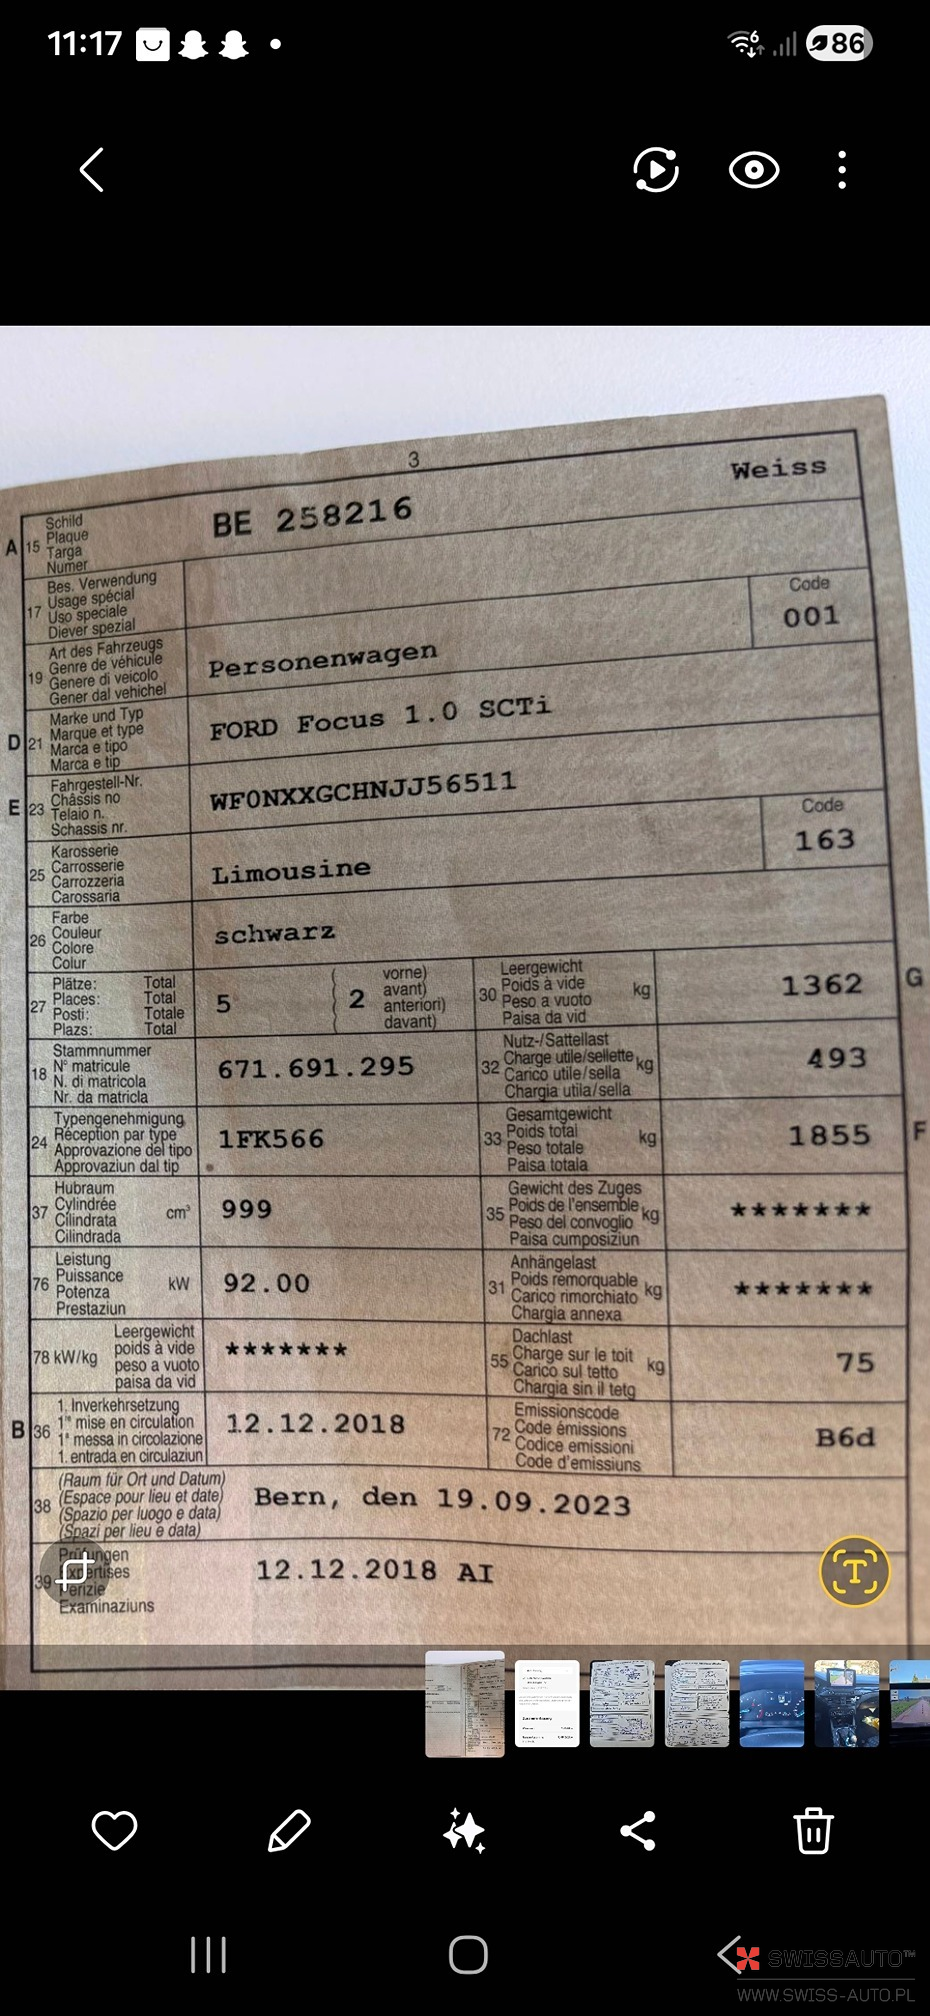 11:17
6
86
3
Weiss
A 15 Schild
Plaque
Targa
Numer
BE 258216
17 Bes. Verwendung
Usage spécial
Uso speciale
Diever spezial
Code
001
19 Art des Fahrzeugs
Genre de véhicule
Genere di veicolo
Gener dal vehichel
Personenwagen
D 21 Marke und Typ
Marque et type
Marca e tipo
Marca e tip
FORD Focus 1.0 SCTi
E 23 Fahrgestell-Nr.
Châssis no
Telaio n.
Schassis nr.
WF0NXXGCHNJJ56511
Code
163
25 Karosserie
Carrosserie
Carrozzeria
Carossaria
Limousine
26 Farbe
Couleur
Colore
Colur
schwarz
27 Plätze: Total
Places: Total
Posti: Totale
Plazs: Total
5 ( 2 vorne)
avant)
anteriori)
davant)
30 Leergewicht
Poids à vide
Peso a vuoto
Paisa da vid
kg
1362
G
18 Stammnummer
N° matricule
N. di matricola
Nr. da matricla
671.691.295
32 Nutz-/Sattellast
Charge utile/sellette
Carico utile/sella
Chargia utila/sella
kg
493
24 Typengenehmigung
Réception par type
Approvazione del tipo
Approvaziun dal tip
1FK566
33 Gesamtgewicht
Poids total
Peso totale
Paisa totala
kg
1855
F
37 Hubraum
Cylindrée
Cilindrata
Cilindrada
cm³
999
35 Gewicht des Zuges
Poids de l'ensemble
Peso del convoglio
Paisa cumposiziun
kg
*******
76 Leistung
Puissance
Potenza
Prestaziun
kW
92.00
31 Anhängelast
Poids remorquable
Carico rimorchiato
Chargia annexa
kg
*******
78 kW/kg Leergewicht
poids à vide
peso a vuoto
paisa da vid
*******
55 Dachlast
Charge sur le toit
Carico sul tetto
Chargia sin il tetg
kg
75
B 36 1. Inverkehrsetzung
1re mise en circulation
1a messa in circolazione
1. entrada en circulaziun
12.12.2018
72 Emissionscode
Code émissions
Codice emissioni
Code d'emissiuns
B6d
38 (Raum für Ort und Datum)
(Espace pour lieu et date)
(Spazio per luogo e data)
(Spazi per lieu e data)
Bern, den 19.09.2023
39 Prüfungen
Expertises
Perizie
Examinaziuns
12.12.2018 AI
T
SWISSAUTO™
WWW.SWISS-AUTO.PL